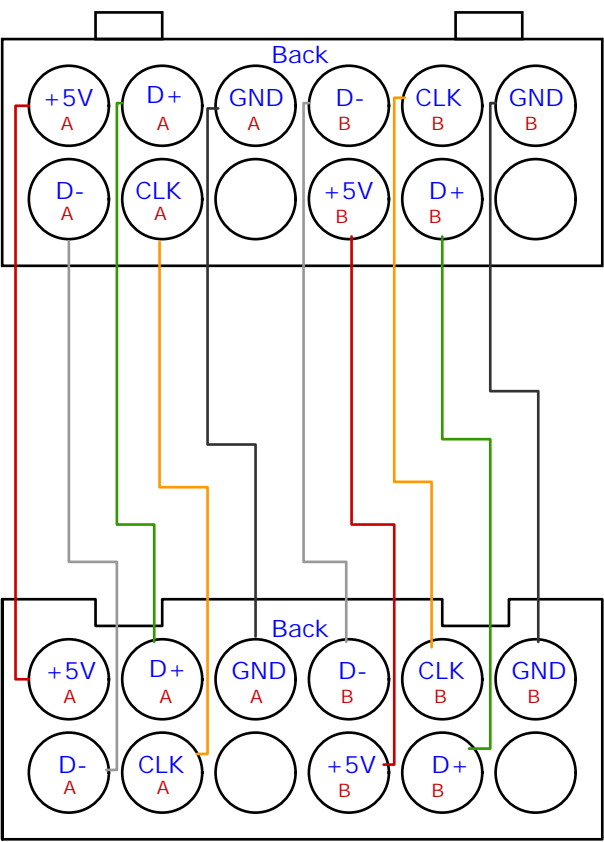 Back
+5V D+ GND D- CLK GND
A A A B B B
D- CLK +5V D+
A A B B
Back
+5V D+ GND D- CLK GND
A A A B B B
D- CLK +5V D+
A A B B